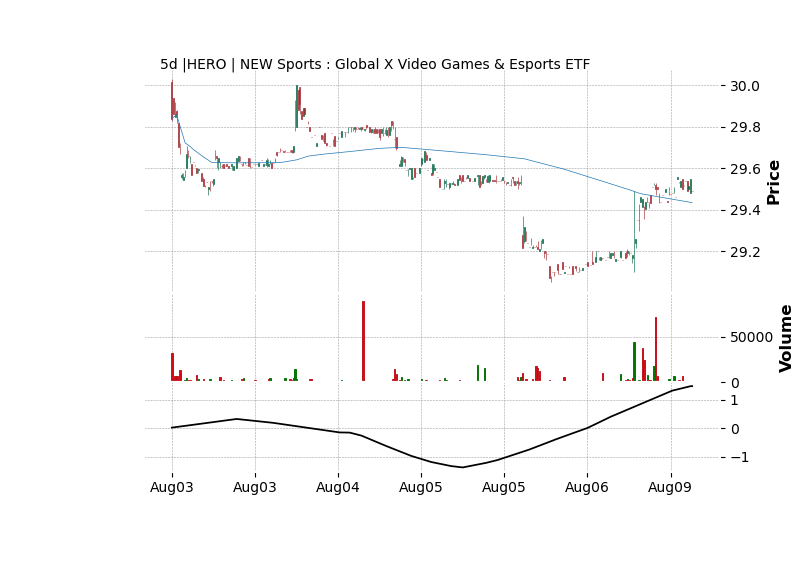 5d |HERO | NEW Sports : Global X Video Games & Esports ETF
30.0
29.8
29.6
29.4
29.2
Price
50000
0
Volume
1
0
−1
Aug03 Aug03 Aug04 Aug05 Aug05 Aug06 Aug09